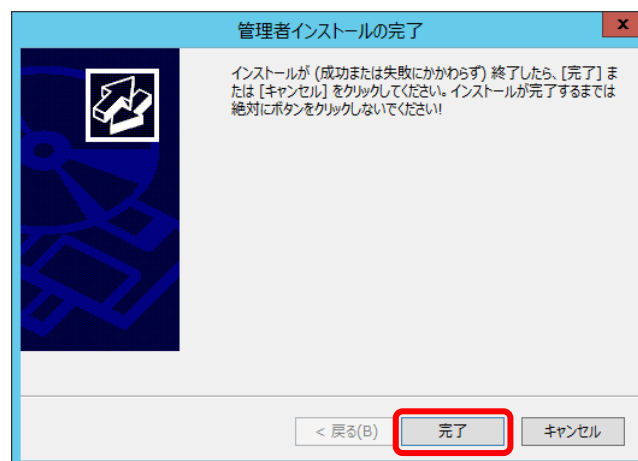 管理者インストールの完了
x
インストールが (成功または失敗にかかわらず) 終了したら、[完了] ま
たは [キャンセル] をクリックしてください。インストールが完了するまでは
絶対にボタンをクリックしないでください!
< 戻る(B)
完了
キャンセル